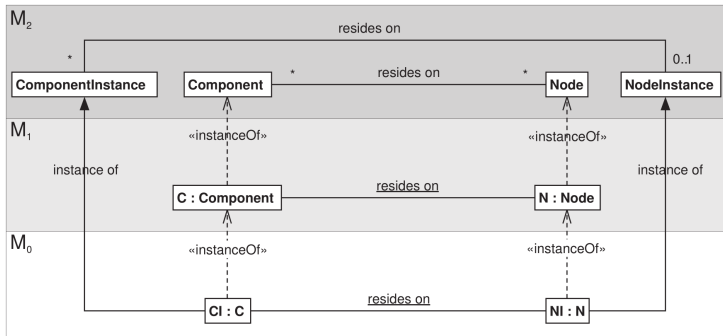 M2
resides on
*
0..1
ComponentInstance
Component
*
resides on
*
Node
NodeInstance
M1
«instanceOf»
«instanceOf»
instance of
instance of
C : Component
resides on
N : Node
M0
«instanceOf»
«instanceOf»
CI : C
resides on
NI : N